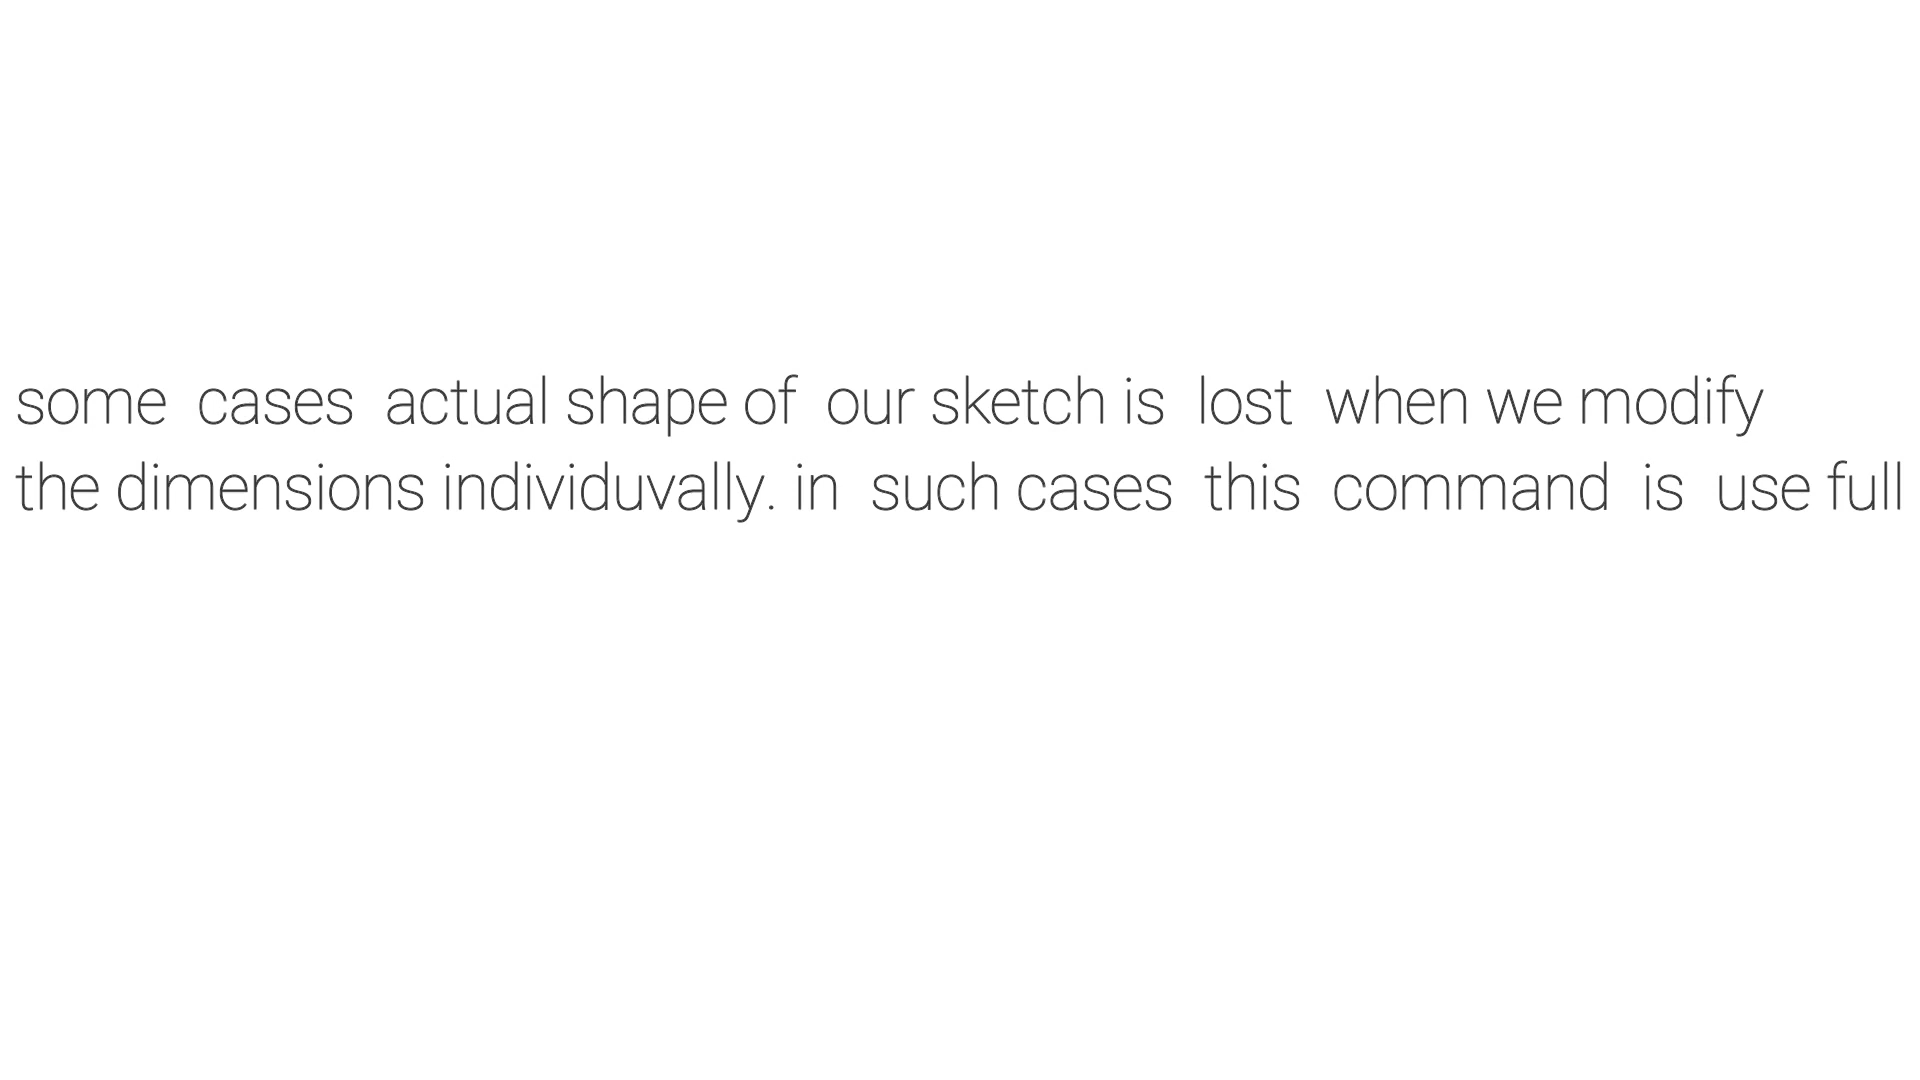 some cases actual shape of our sketch is lost when we modify
the dimensions individuvally. in such cases this command is use full